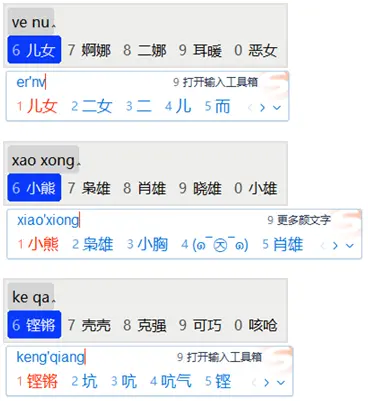 ve nu
6 儿女 7 婀娜 8 二娜 9 耳暖 0 恶女
er'nv 9 打开输入工具箱
1 儿女 2 二女 3 二 4 儿 5 而
xao xong
6 小熊 7 枭雄 8 肖雄 9 晓雄 0 小雄
xiao'xiong 9 更多颜文字
1 小熊 2 枭雄 3 小胸 4 (ฅ¯㉨¯ฅ) 5 肖雄
ke qa
6 铿锵 7 壳壳 8 克强 9 可巧 0 咳呛
keng'qiang 9 打开输入工具箱
1 铿锵 2 坑 3 吭 4 吭气 5 铿